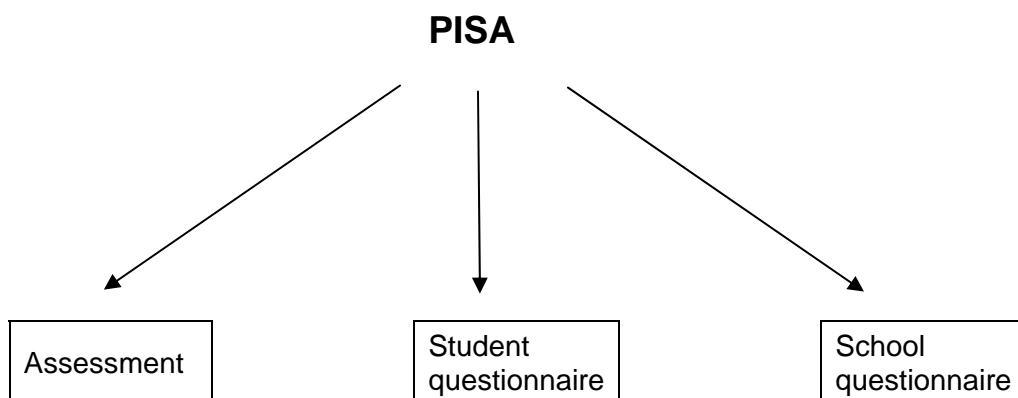 PISA
Assessment
Student
questionnaire
School
questionnaire